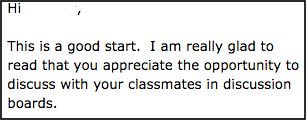 Hi ,
This is a good start. I am really glad to
read that you appreciate the opportunity to
discuss with your classmates in discussion
boards.